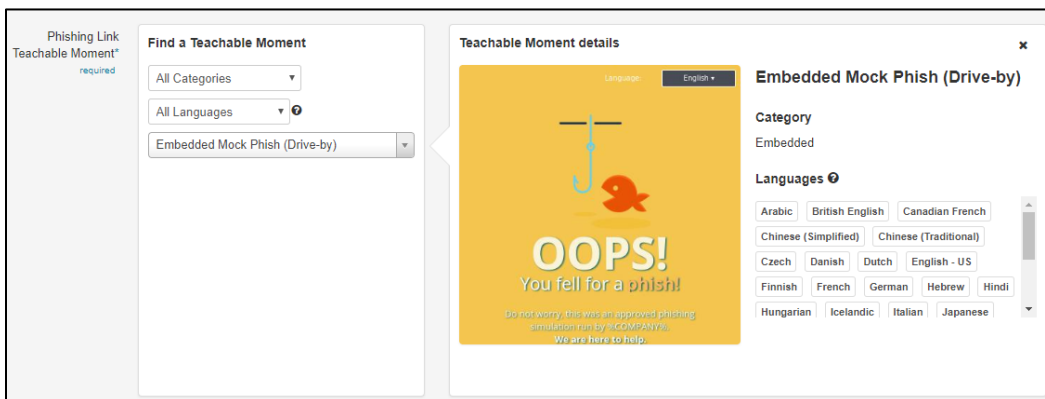 Phishing Link
Teachable Moment*
required
Find a Teachable Moment
All Categories
All Languages
Embedded Mock Phish (Drive-by)
Teachable Moment details
Language:
English
OOPS!
You fell for a phish!
Do not worry, this was an approved phishing
simulation run by %COMPANY%.
We are here to help.
Embedded Mock Phish (Drive-by)
Category
Embedded
Languages
Arabic British English Canadian French
Chinese (Simplified) Chinese (Traditional)
Czech Danish Dutch English - US
Finnish French German Hebrew Hindi
Hungarian Icelandic Italian Japanese